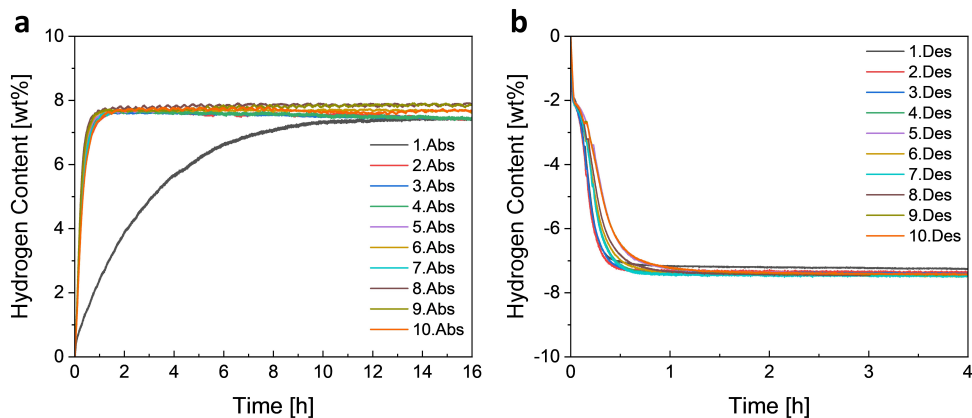 a
Hydrogen Content [wt%]
10
8
6
4
2
0
0 2 4 6 8 10 12 14 16
Time [h]
1.Abs
2.Abs
3.Abs
4.Abs
5.Abs
6.Abs
7.Abs
8.Abs
9.Abs
10.Abs
b
Hydrogen Content [wt%]
0
-2
-4
-6
-8
-10
0 1 2 3 4
Time [h]
1.Des
2.Des
3.Des
4.Des
5.Des
6.Des
7.Des
8.Des
9.Des
10.Des